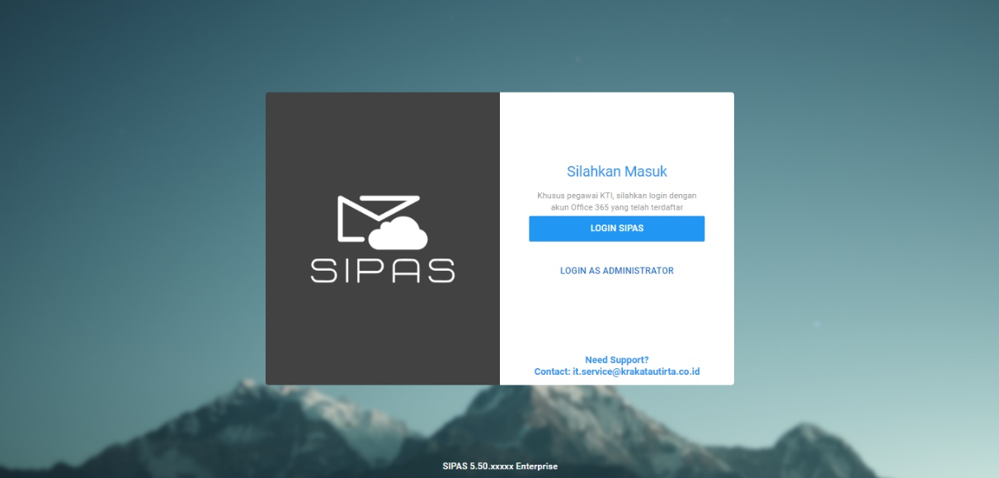 SIPAS
Silahkan Masuk
Khusus pegawai KTI, silahkan login dengan
akun Office 365 yang telah terdaftar
LOGIN SIPAS
LOGIN AS ADMINISTRATOR
Need Support?
Contact: it.service@krakatautirta.co.id
SIPAS 5.50.xxxxx Enterprise